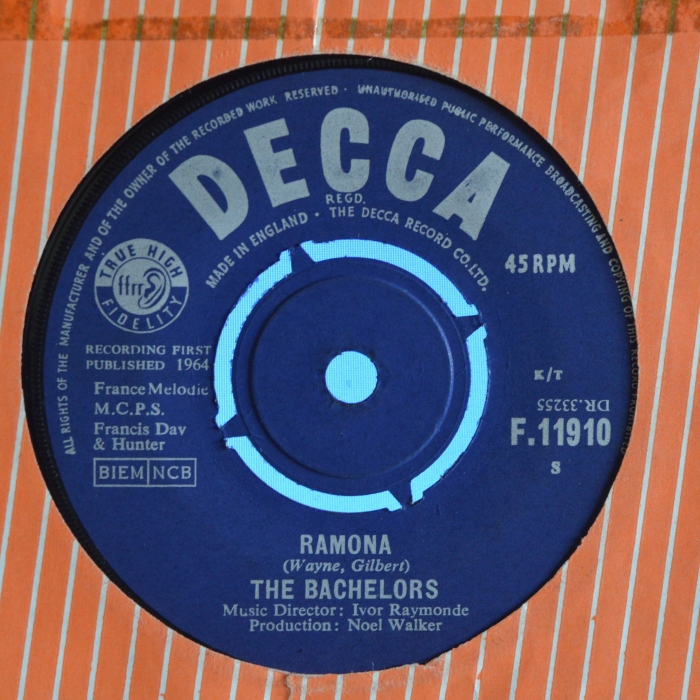 ALL RIGHTS OF THE MANUFACTURER AND OF THE OWNER OF THE RECORDED WORK RESERVED · UNAUTHORISED PUBLIC PERFORMANCE BROADCASTING AND COPYING OF THIS RECORD PROHIBITED
DECCA
REGD.
MADE IN ENGLAND · THE DECCA RECORD CO. LTD.
TRUE HIGH
ffrr
FIDELITY
45 RPM
RECORDING FIRST
PUBLISHED 1964
France Melodie
M.C.P.S.
Francis Day
& Hunter
BIEM NCB
K/T
DR.33255
F.11910
S
RAMONA
(Wayne, Gilbert)
THE BACHELORS
Music Director: Ivor Raymonde
Production: Noel Walker